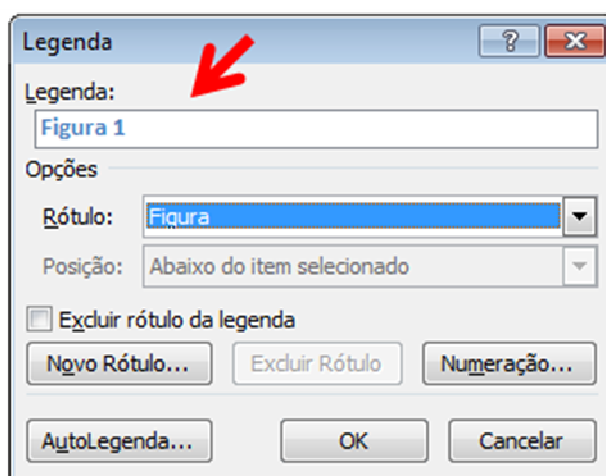 Legenda
Legenda:
Figura 1
Opções
Rótulo: Figura
Posição: Abaixo do item selecionado
Excluir rótulo da legenda
Novo Rótulo... Excluir Rótulo Numeração...
AutoLegenda... OK Cancelar